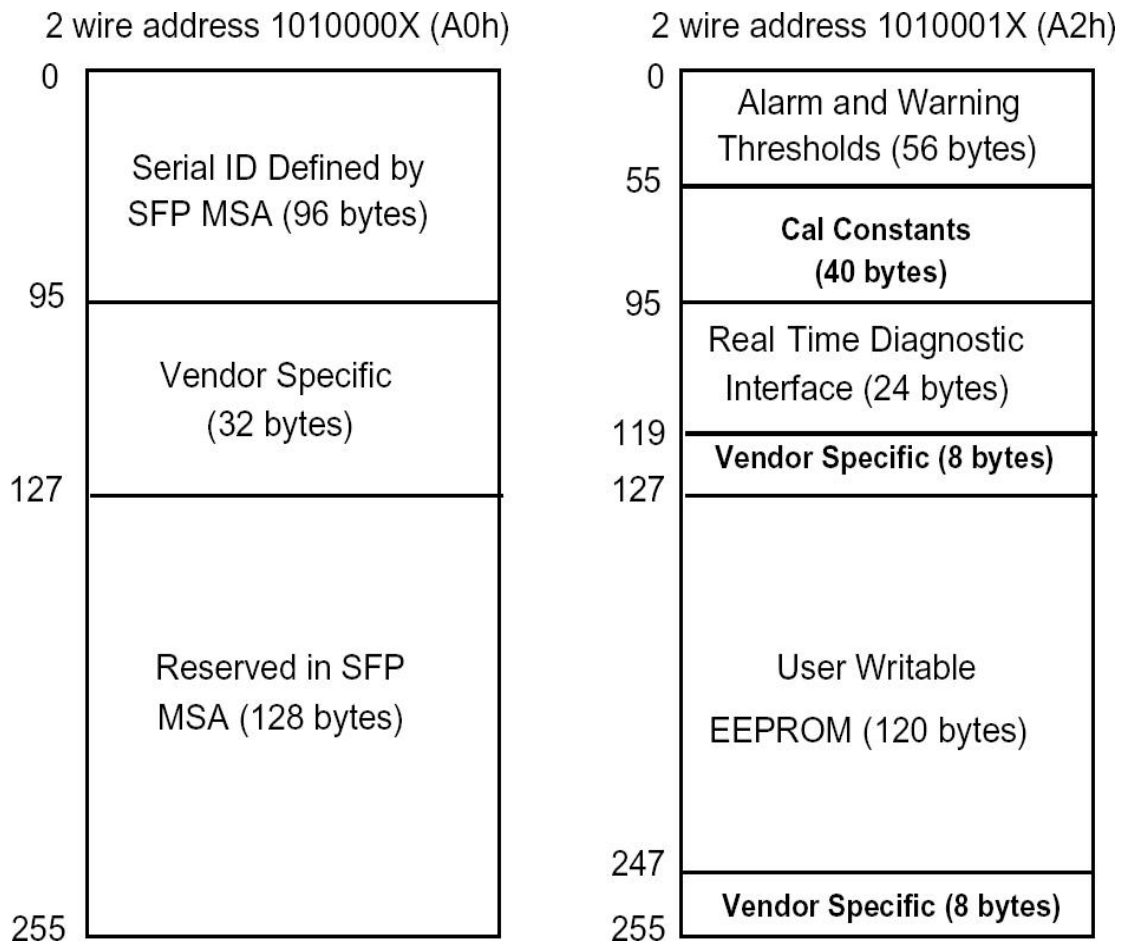 2 wire address 1010000X (A0h)
0
Serial ID Defined by
SFP MSA (96 bytes)
95
Vendor Specific
(32 bytes)
127
Reserved in SFP
MSA (128 bytes)
255
2 wire address 1010001X (A2h)
0
Alarm and Warning
Thresholds (56 bytes)
55
Cal Constants
(40 bytes)
95
Real Time Diagnostic
Interface (24 bytes)
119
Vendor Specific (8 bytes)
127
User Writable
EEPROM (120 bytes)
247
Vendor Specific (8 bytes)
255